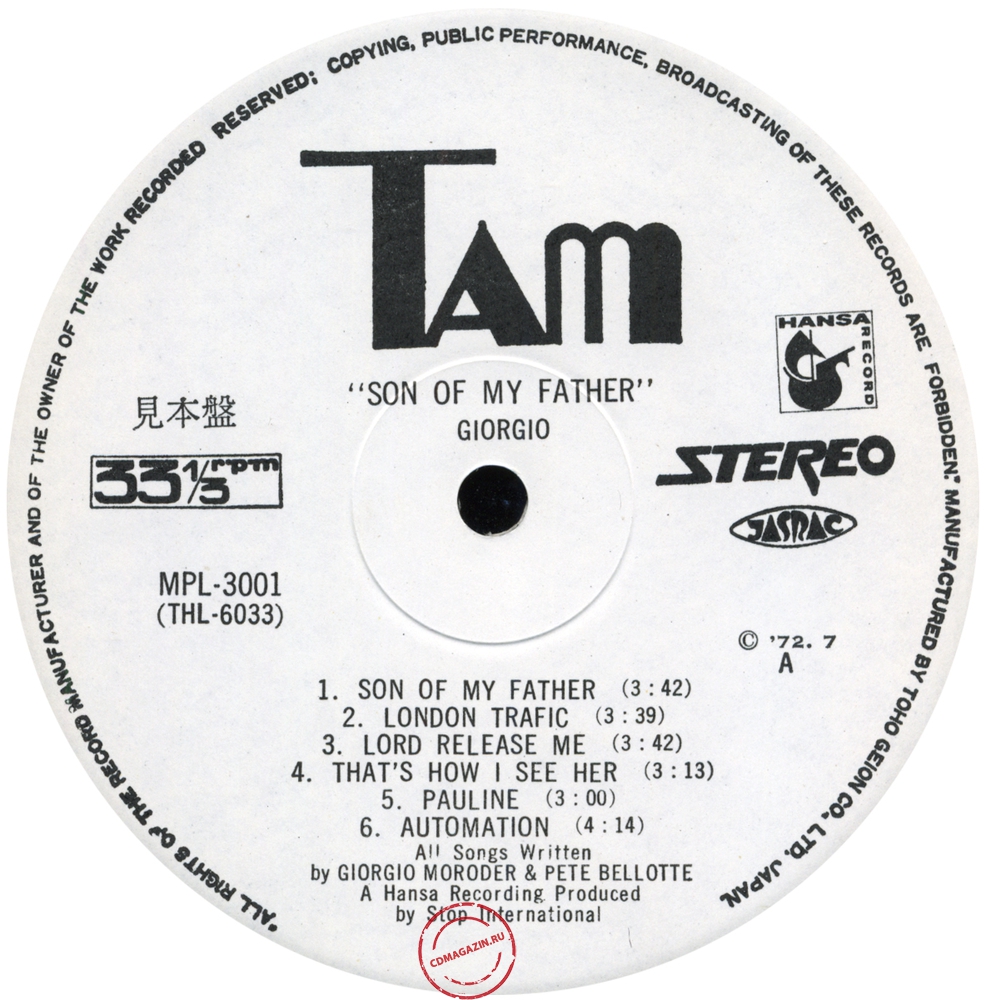 "ALL RIGHTS OF THE RECORD MANUFACTURER AND OF THE OWNER OF THE WORK RECORDED RESERVED; COPYING, PUBLIC PERFORMANCE, BROADCASTING OF THESE RECORDS ARE FORBIDDEN." MANUFACTURED BY TOHO GEION CO., LTD. JAPAN.
TAm
HANSA
RECORD
"SON OF MY FATHER"
GIORGIO
見本盤
33 1/3 rpm
STEREO
JASRAC
MPL-3001
(THL-6033)
© '72. 7
A
1. SON OF MY FATHER (3:42)
2. LONDON TRAFIC (3:39)
3. LORD RELEASE ME (3:42)
4. THAT'S HOW I SEE HER (3:13)
5. PAULINE (3:00)
6. AUTOMATION (4:14)
All Songs Written
by GIORGIO MORODER & PETE BELLOTTE
A Hansa Recording Produced
by Stop International
CDMAGAZIN.RU